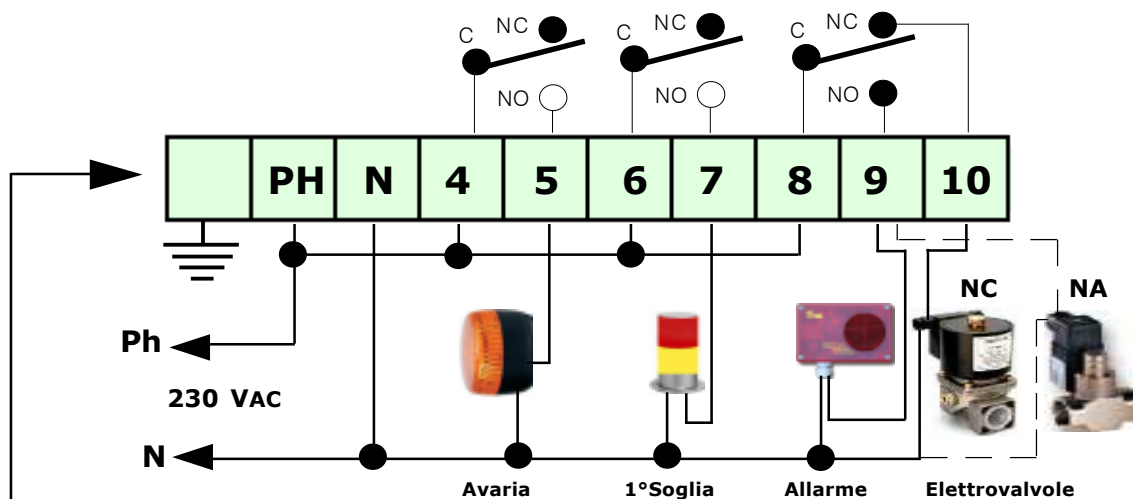 C NC C NC C NC
NO NO NO
PH N 4 5 6 7 8 9 10
NC NA
Ph
230 VAC
N
Avaria 1°Soglia Allarme Elettrovalvole